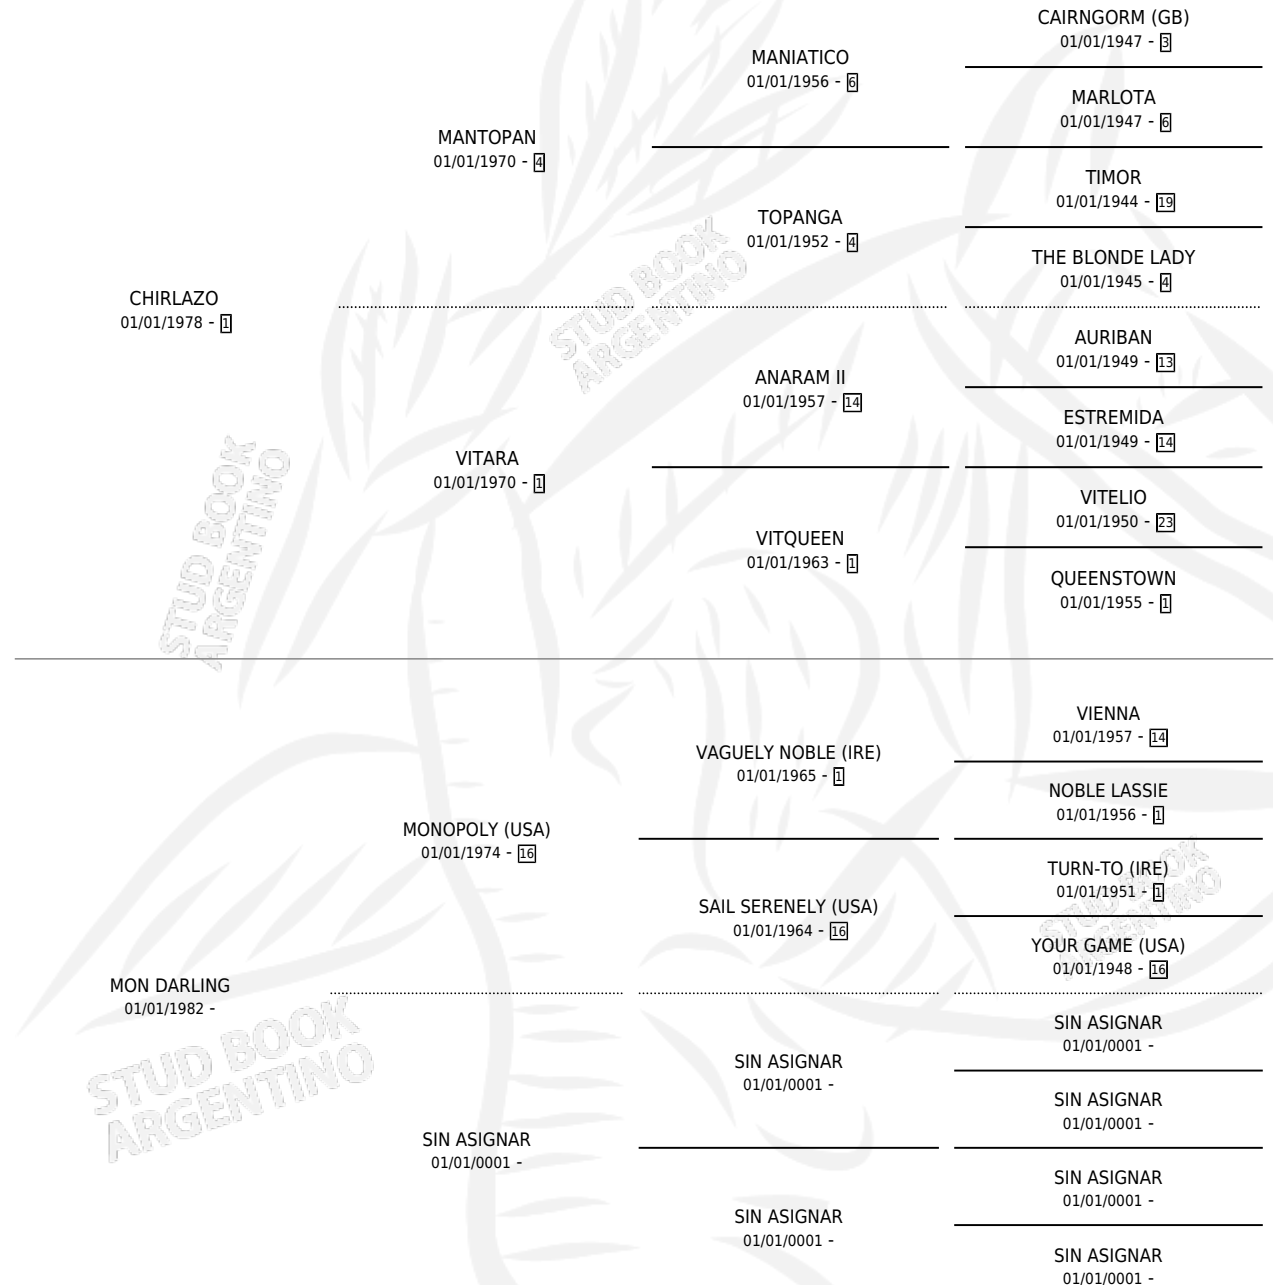 CAIRNGORM (GB)
01/01/1947 - 3
MANIATICO
01/01/1956 - 6
MARLOTA
01/01/1947 - 6
MANTOPAN
01/01/1970 - 4
TIMOR
01/01/1944 - 19
TOPANGA
01/01/1952 - 4
THE BLONDE LADY
01/01/1945 - 4
CHIRLAZO
01/01/1978 - 1
STUD BOOK
ARGENTINO
AURIBAN
01/01/1949 - 13
ANARAM II
01/01/1957 - 14
ESTREMIDA
01/01/1949 - 14
VITARA
01/01/1970 - 1
VITELIO
01/01/1950 - 23
VITQUEEN
01/01/1963 - 1
QUEENSTOWN
01/01/1955 - 1
STUD BOOK
ARGENTINO
VIENNA
01/01/1957 - 14
VAGUELY NOBLE (IRE)
01/01/1965 - 1
NOBLE LASSIE
01/01/1956 - 1
MONOPOLY (USA)
01/01/1974 - 16
TURN-TO (IRE)
01/01/1951 - 1
SAIL SERENELY (USA)
01/01/1964 - 16
YOUR GAME (USA)
01/01/1948 - 16
STUD BOOK
ARGENTINO
MON DARLING
01/01/1982 -
STUD BOOK
ARGENTINO
SIN ASIGNAR
01/01/0001 -
SIN ASIGNAR
01/01/0001 -
SIN ASIGNAR
01/01/0001 -
SIN ASIGNAR
01/01/0001 -
SIN ASIGNAR
01/01/0001 -
SIN ASIGNAR
01/01/0001 -
SIN ASIGNAR
01/01/0001 -